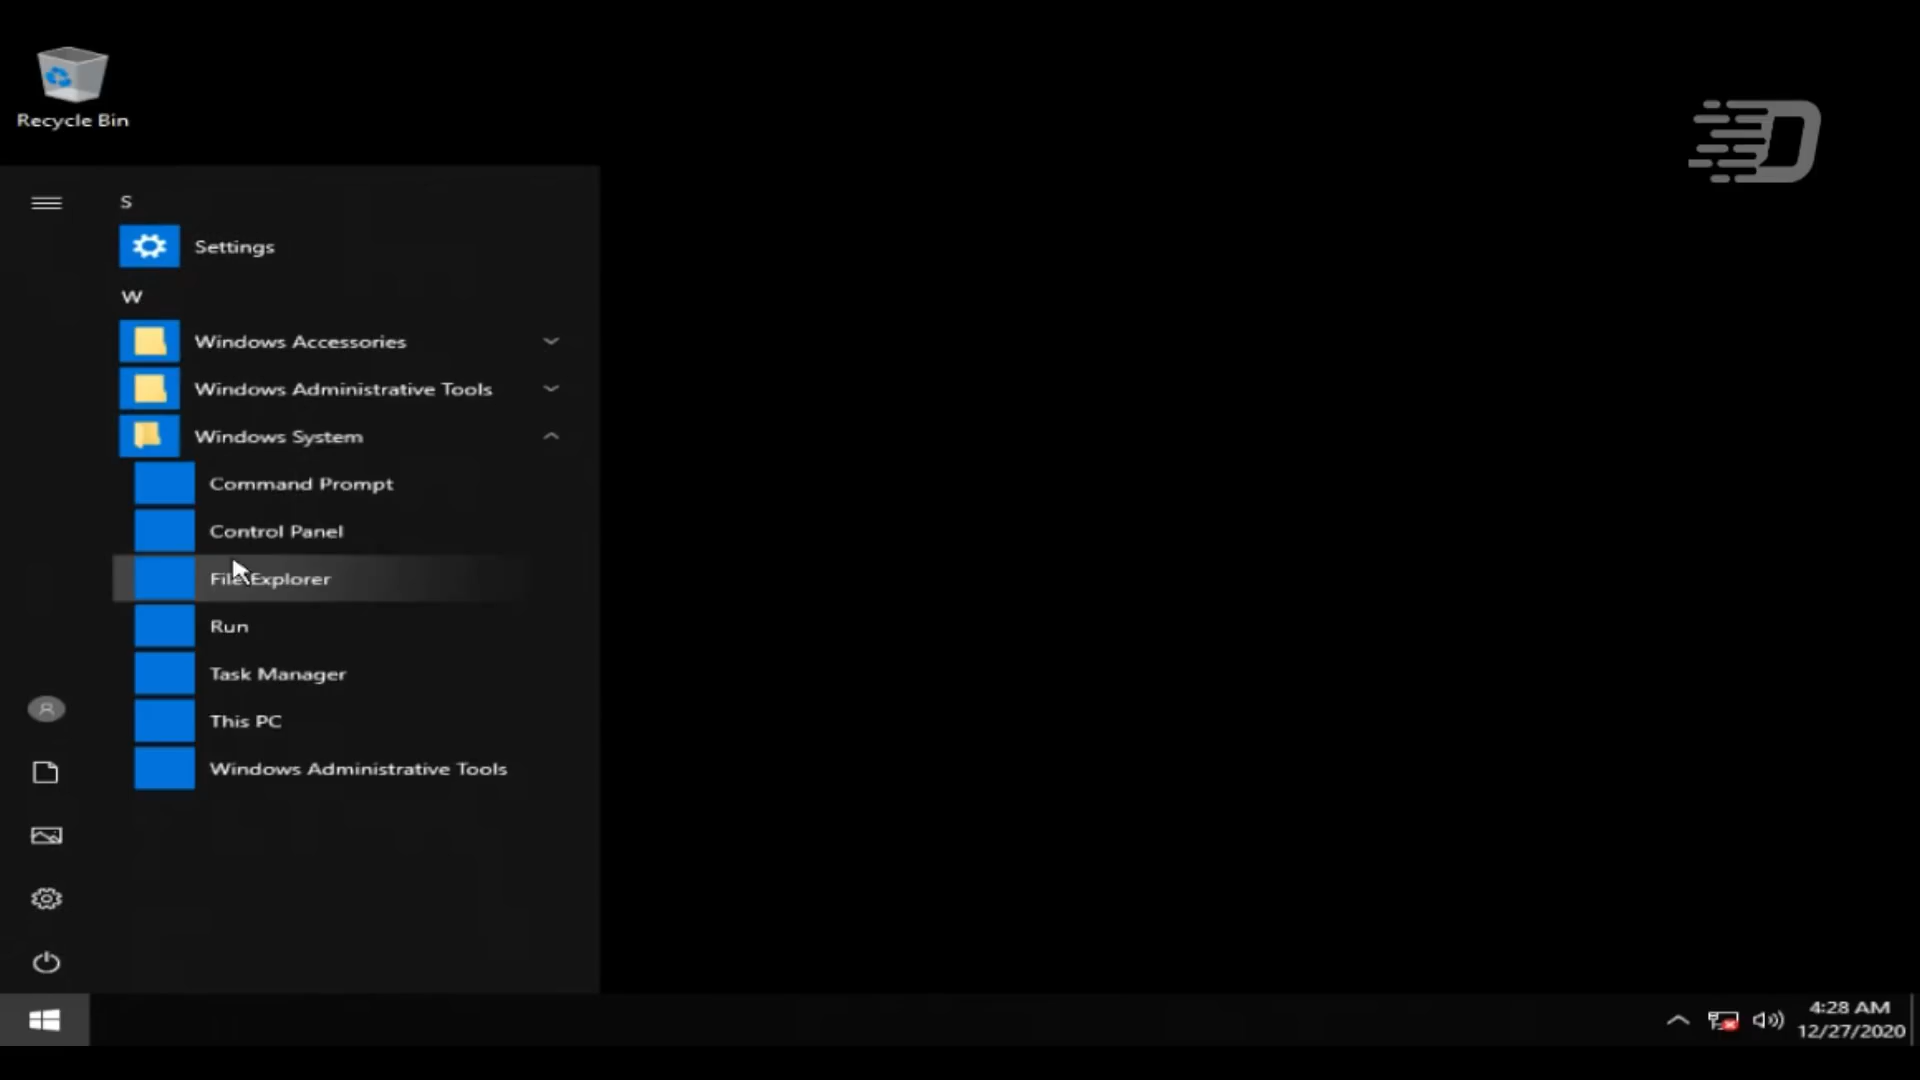 Recycle Bin
D
S
Settings
W
Windows Accessories
Windows Administrative Tools
Windows System
Command Prompt
Control Panel
File Explorer
Run
Task Manager
This PC
Windows Administrative Tools
4:28 AM
12/27/2020